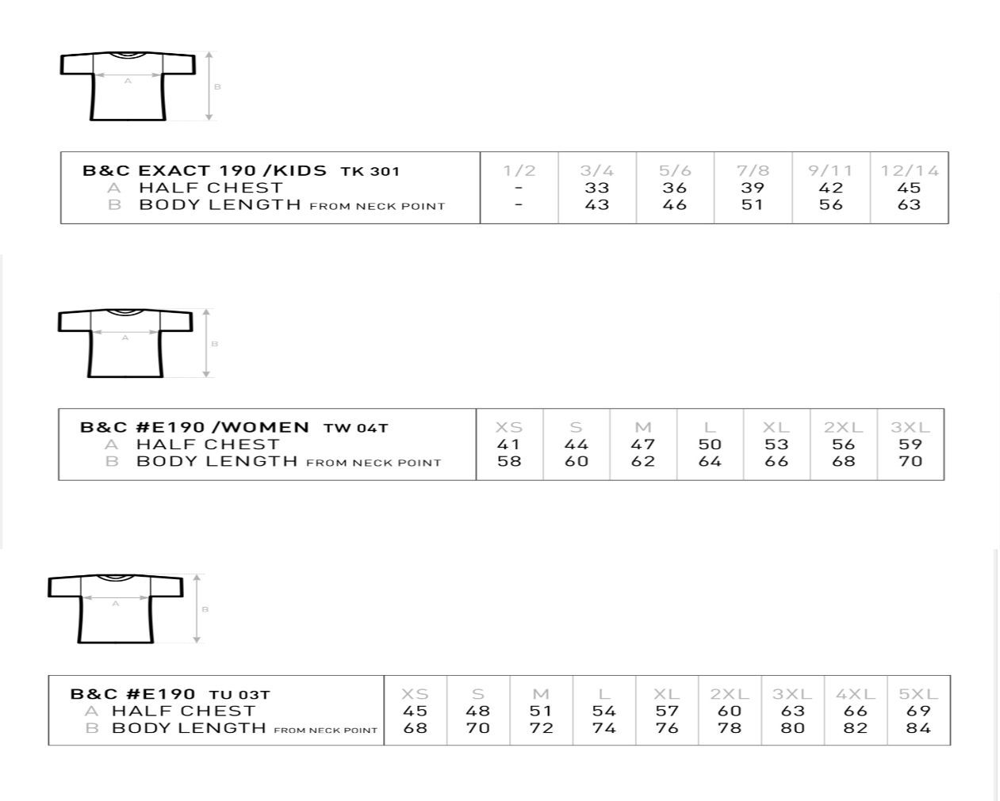 A
B
B&C EXACT 190 /KIDS TK 301 1/2 3/4 5/6 7/8 9/11 12/14
A HALF CHEST - 33 36 39 42 45
B BODY LENGTH FROM NECK POINT - 43 46 51 56 63
A
B
B&C #E190 /WOMEN TW 04T XS S M L XL 2XL 3XL
A HALF CHEST 41 44 47 50 53 56 59
B BODY LENGTH FROM NECK POINT 58 60 62 64 66 68 70
A
B
B&C #E190 TU 03T XS S M L XL 2XL 3XL 4XL 5XL
A HALF CHEST 45 48 51 54 57 60 63 66 69
B BODY LENGTH FROM NECK POINT 68 70 72 74 76 78 80 82 84